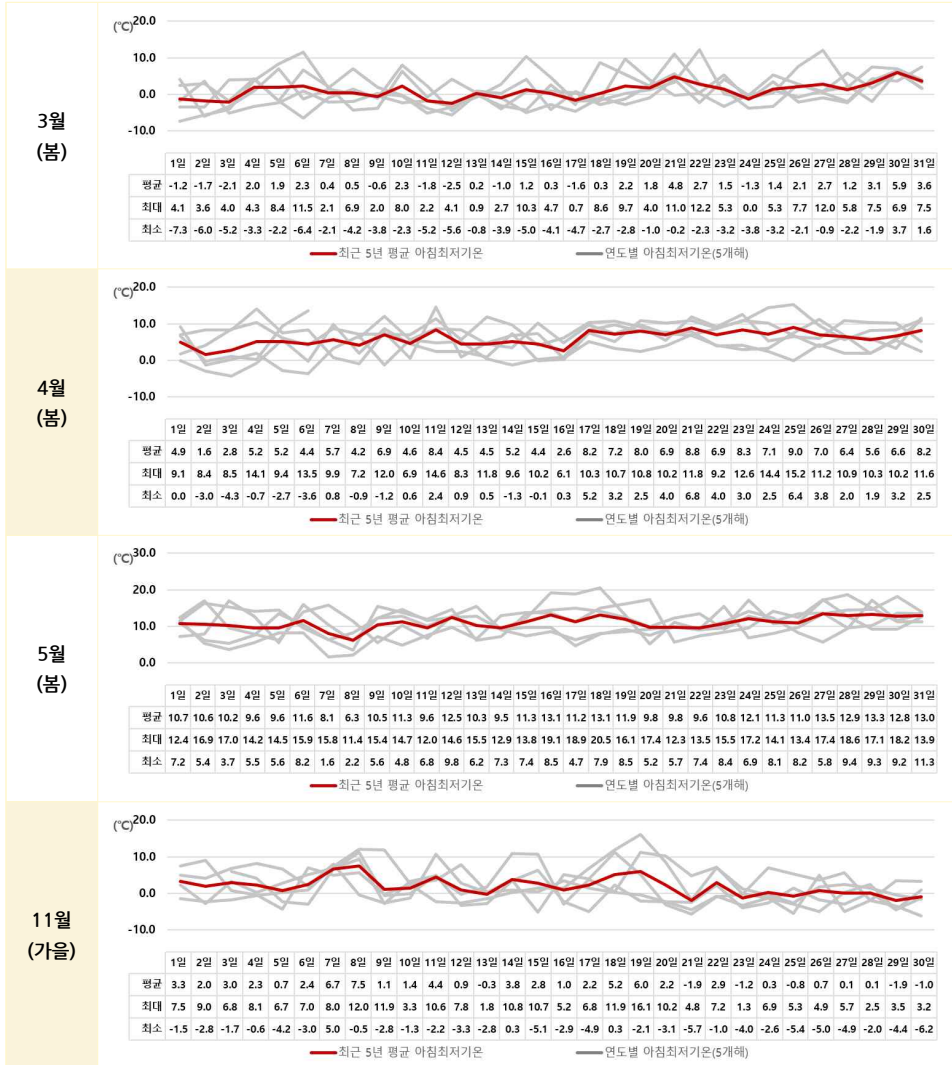 3월
(봄)
(℃)
20.0
10.0
0.0
-10.0
1일 2일 3일 4일 5일 6일 7일 8일 9일 10일 11일 12일 13일 14일 15일 16일 17일 18일 19일 20일 21일 22일 23일 24일 25일 26일 27일 28일 29일 30일 31일
평균 -1.2 -1.7 -2.1 2.0 1.9 2.3 0.4 0.5 -0.6 2.3 -1.8 -2.5 0.2 -1.0 1.2 0.3 -1.6 0.3 2.2 1.8 4.8 2.7 1.5 -1.3 1.4 2.1 2.7 1.2 3.1 5.9 3.6
최대 4.1 3.6 4.0 4.3 8.4 11.5 2.1 6.9 2.0 8.0 2.2 4.1 0.9 2.7 10.3 4.7 0.7 8.6 9.7 4.0 11.0 12.2 5.3 0.0 5.3 7.7 12.0 5.8 7.5 6.9 7.5
최소 -7.3 -6.0 -5.2 -3.3 -2.2 -6.4 -2.1 -4.2 -3.8 -2.3 -5.2 -5.6 -0.8 -3.9 -5.0 -4.1 -4.7 -2.7 -2.8 -1.0 -0.2 -2.3 -3.2 -3.8 -3.2 -2.1 -0.9 -2.2 -1.9 3.7 1.6
최근 5년 평균 아침최저기온 연도별 아침최저기온(5개해)
4월
(봄)
(℃)
20.0
10.0
0.0
-10.0
1일 2일 3일 4일 5일 6일 7일 8일 9일 10일 11일 12일 13일 14일 15일 16일 17일 18일 19일 20일 21일 22일 23일 24일 25일 26일 27일 28일 29일 30일 31일
평균 4.9 1.6 2.8 5.2 5.2 4.4 5.7 4.2 6.9 4.6 8.4 4.5 4.5 5.2 4.4 2.6 8.2 7.2 8.0 6.9 8.8 6.9 8.3 7.1 9.0 7.0 6.4 5.6 6.6 8.2
최대 9.1 8.4 8.5 14.1 9.4 13.5 9.9 7.2 12.0 6.9 14.6 8.3 11.8 9.6 10.2 6.1 10.3 10.7 10.8 10.2 11.8 9.2 12.6 14.4 15.2 11.2 10.9 10.3 10.2 11.6
최소 0.0 -3.0 -4.3 -0.7 -2.7 -3.6 0.8 -0.9 -1.2 0.6 2.4 0.9 0.5 -1.3 -0.1 0.3 5.2 3.2 2.5 4.0 6.8 4.0 3.0 2.5 6.4 3.8 2.0 1.9 3.2 2.5
최근 5년 평균 아침최저기온 연도별 아침최저기온(5개해)
5월
(봄)
(℃)
30.0
20.0
10.0
0.0
1일 2일 3일 4일 5일 6일 7일 8일 9일 10일 11일 12일 13일 14일 15일 16일 17일 18일 19일 20일 21일 22일 23일 24일 25일 26일 27일 28일 29일 30일 31일
평균 10.7 10.6 10.2 9.6 9.6 11.6 8.1 6.3 10.5 11.3 9.6 12.5 10.3 9.5 11.3 13.1 11.2 13.1 11.9 9.8 9.8 9.6 10.8 12.1 11.3 11.0 13.5 12.9 13.3 12.8 13.0
최대 12.4 16.9 17.0 14.2 14.5 15.9 15.8 11.4 15.4 14.7 12.0 14.6 15.5 12.9 13.8 19.1 18.9 20.5 16.1 17.4 12.3 13.5 15.5 17.2 14.1 13.4 17.4 18.6 17.1 18.2 13.9
최소 7.2 5.4 3.7 5.5 5.6 8.2 1.6 2.2 5.6 4.8 6.8 9.8 6.2 7.3 7.4 8.5 4.7 7.9 8.5 5.2 5.7 7.4 8.4 6.9 8.1 8.2 5.8 9.4 9.3 9.2 11.3
최근 5년 평균 아침최저기온 연도별 아침최저기온(5개해)
11월
(가을)
(℃)
20.0
10.0
0.0
-10.0
1일 2일 3일 4일 5일 6일 7일 8일 9일 10일 11일 12일 13일 14일 15일 16일 17일 18일 19일 20일 21일 22일 23일 24일 25일 26일 27일 28일 29일 30일
평균 3.3 2.0 3.0 2.3 0.7 2.4 6.7 7.5 1.1 1.4 4.4 0.9 -0.3 3.8 2.8 1.0 2.2 5.2 6.0 2.2 -1.9 2.9 -1.2 0.3 -0.8 0.7 0.1 0.1 -1.9 -1.0
최대 7.5 9.0 6.8 8.1 6.7 7.0 8.0 12.0 11.9 3.3 10.6 7.8 1.8 10.8 10.7 5.2 6.8 11.9 16.1 10.2 4.8 7.2 1.1 6.9 5.3 4.9 5.7 2.5 3.5 3.2
최소 -1.5 -2.8 -1.7 -0.6 -4.2 -3.0 5.0 -0.5 -2.8 -1.3 -2.2 -3.3 -2.8 0.3 -5.1 -2.9 -4.9 0.3 -2.1 -3.1 -5.7 -1.0 -4.0 -2.6 -5.4 -5.0 -4.9 -2.0 -4.4 -6.2
최근 5년 평균 아침최저기온 연도별 아침최저기온(5개해)